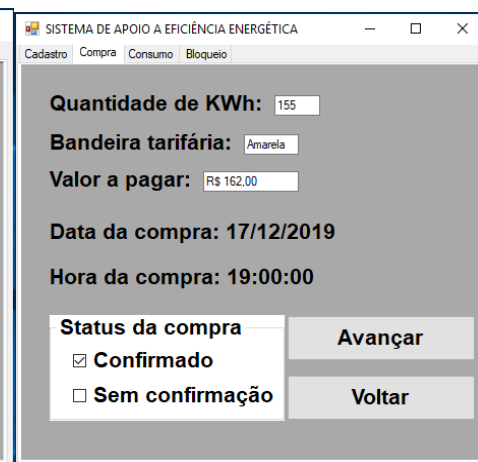 SISTEMA DE APOIO A EFICIÊNCIA ENERGÉTICA
Cadastro Compra Consumo Bloqueio
Quantidade de KWh: 155
Bandeira tarifária: Amarela
Valor a pagar: R$ 162,00
Data da compra: 17/12/2019
Hora da compra: 19:00:00
Status da compra
Confirmado
Sem confirmação
Avançar
Voltar